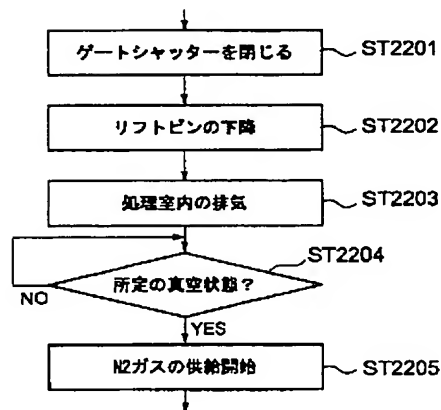 ゲートシャッターを閉じる
ST2201
リフトピンの下降
ST2202
処理室内の排気
ST2203
ST2204
所定の真空状態?
NO
YES
N2ガスの供給開始
ST2205